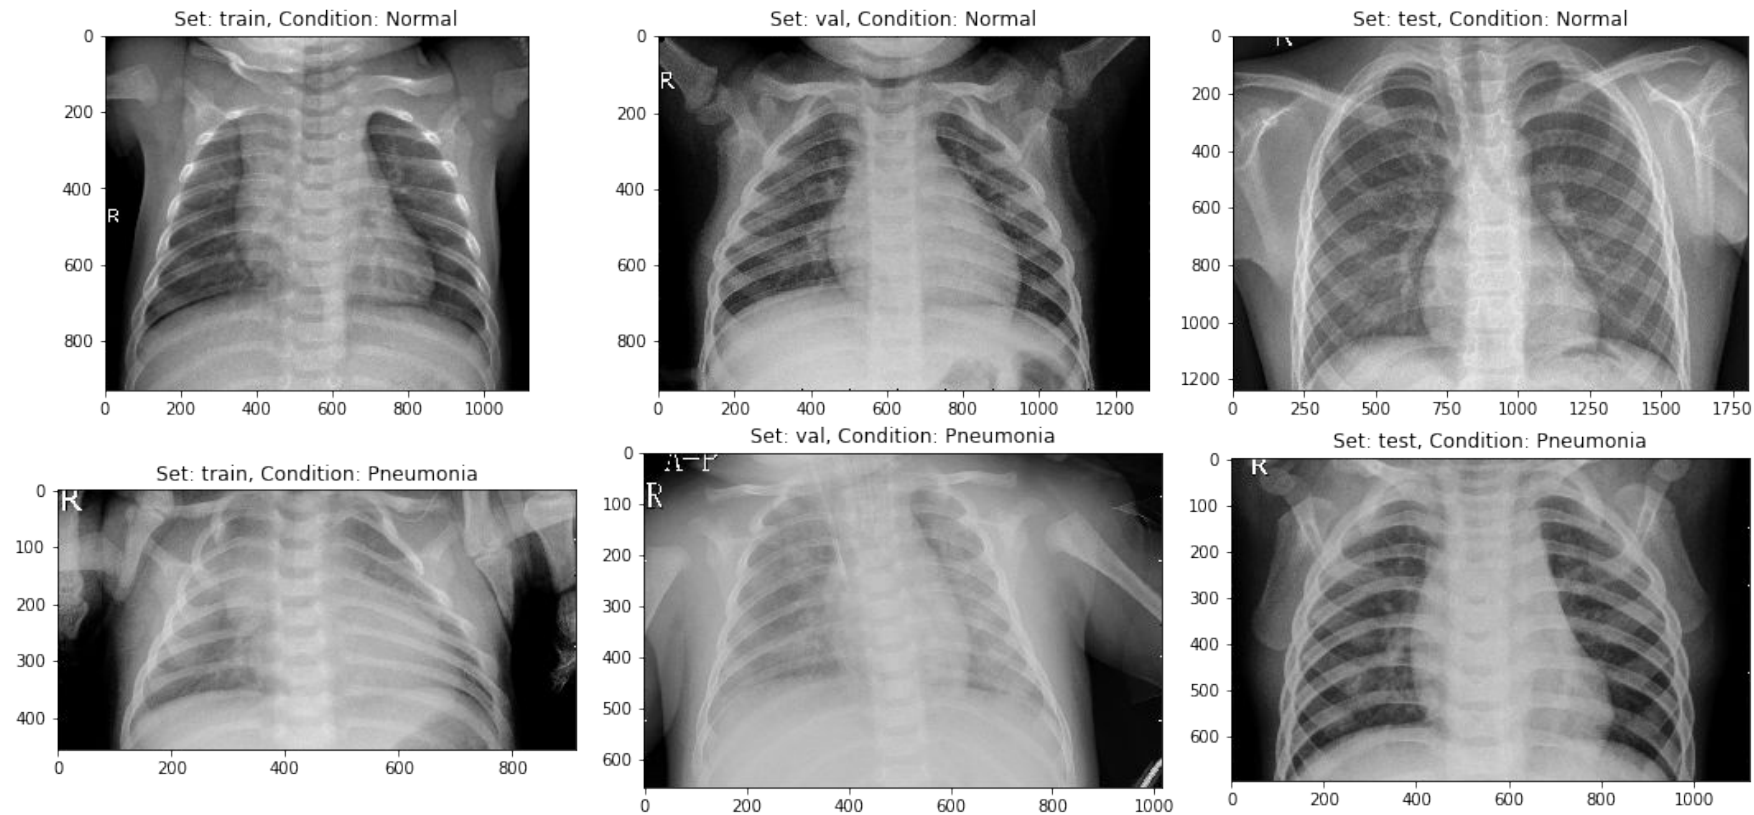 Set: train, Condition: Normal
0
200
400
600
800
R
0 200 400 600 800 1000
Set: val, Condition: Normal
0
200
400
600
800
R
0 200 400 600 800 1000 1200
Set: test, Condition: Normal
0
200
400
600
800
1000
1200
R
0 250 500 750 1000 1250 1500 1750
Set: train, Condition: Pneumonia
0
100
200
300
400
R
0 200 400 600 800
Set: val, Condition: Pneumonia
0
100
200
300
400
500
600
A-P
R
0 200 400 600 800 1000
Set: test, Condition: Pneumonia
0
100
200
300
400
500
600
R
0 200 400 600 800 1000